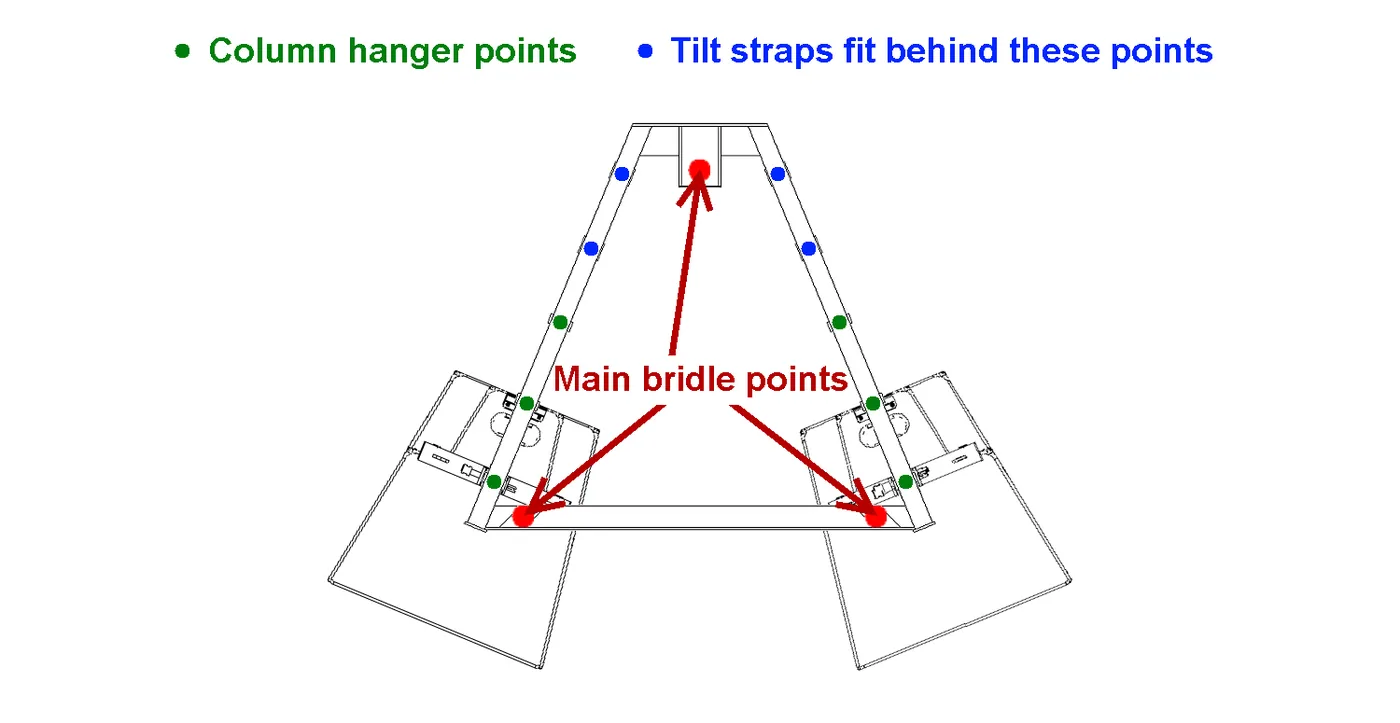 Column hanger points
Tilt straps fit behind these points
Main bridle points